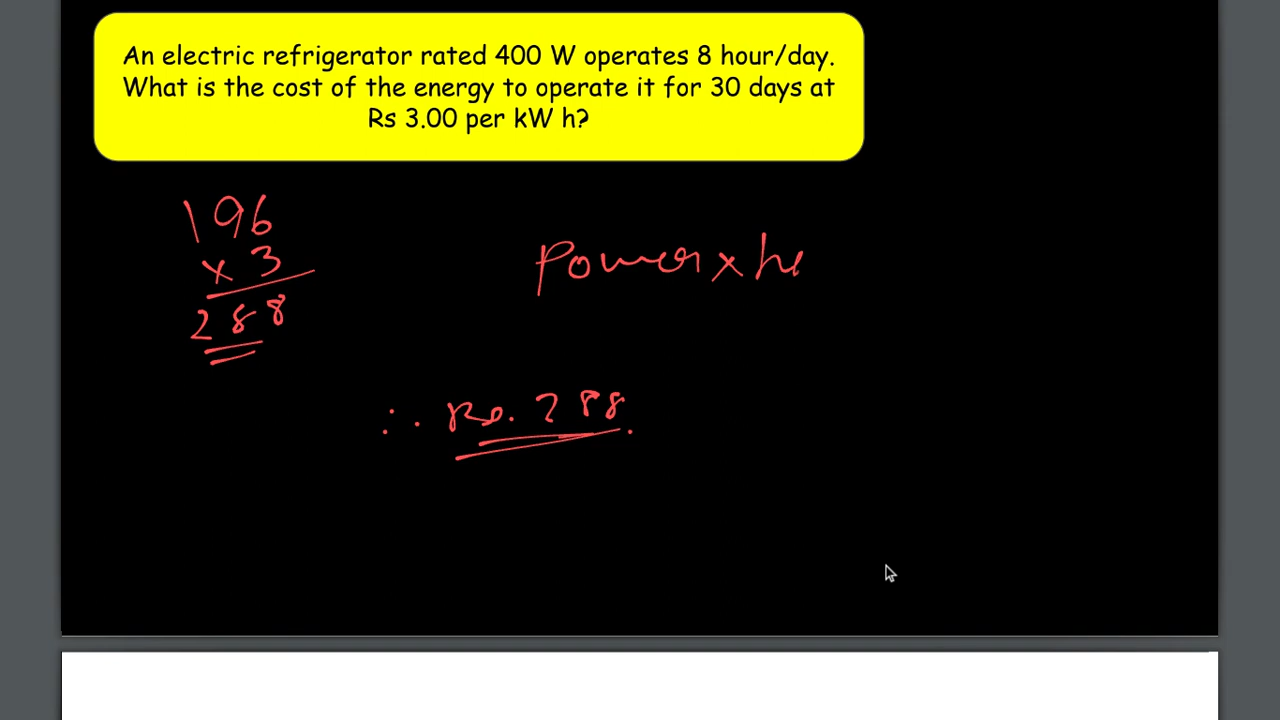 An electric refrigerator rated 400 W operates 8 hour/day.
What is the cost of the energy to operate it for 30 days at
Rs 3.00 per kW h?
196
x 3
288
Power x hr
∴ Rs. 288.